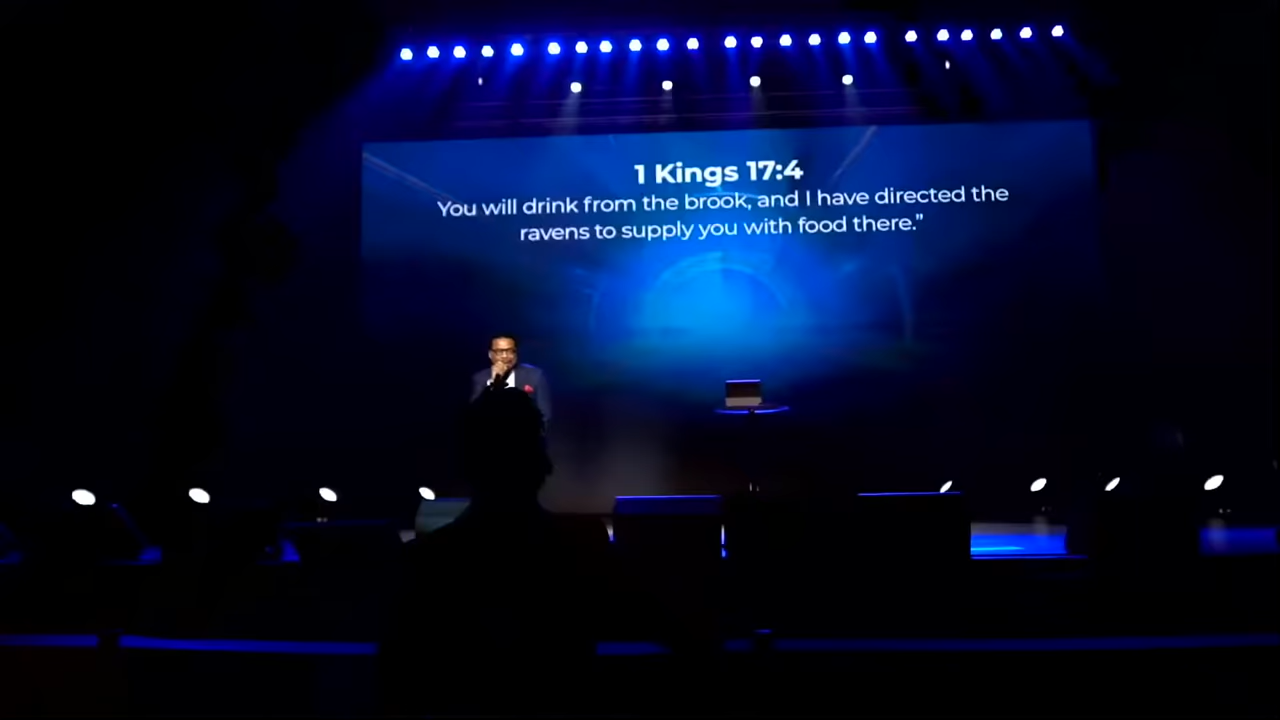 1 Kings 17:4
You will drink from the brook, and I have directed the
ravens to supply you with food there.”